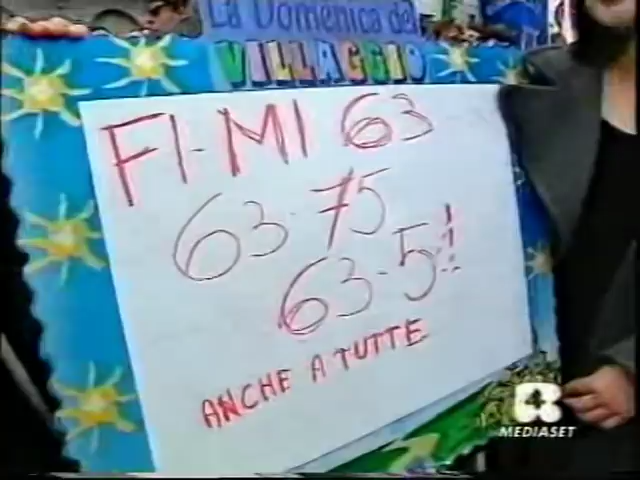 La Domenica del
VILLAGGIO
FI-MI 63
63-75
63-5!!!
ANCHE A TUTTE
4
MEDIASET